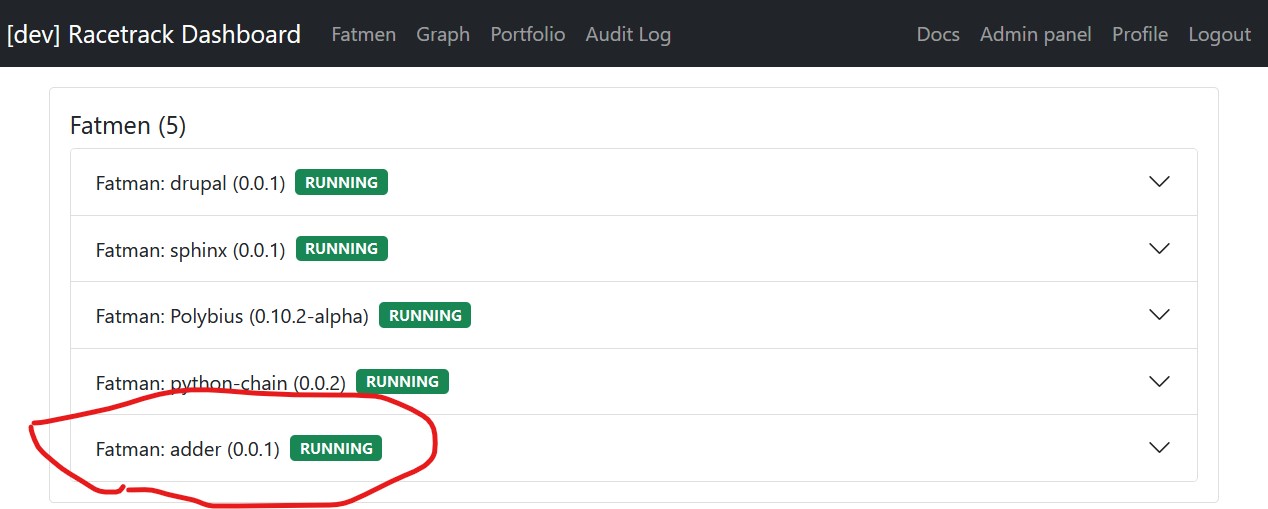 [dev] Racetrack Dashboard Fatmen Graph Portfolio Audit Log Docs Admin panel Profile Logout
Fatmen (5)
Fatman: drupal (0.0.1) RUNNING
Fatman: sphinx (0.0.1) RUNNING
Fatman: Polybius (0.10.2-alpha) RUNNING
Fatman: python-chain (0.0.2) RUNNING
Fatman: adder (0.0.1) RUNNING